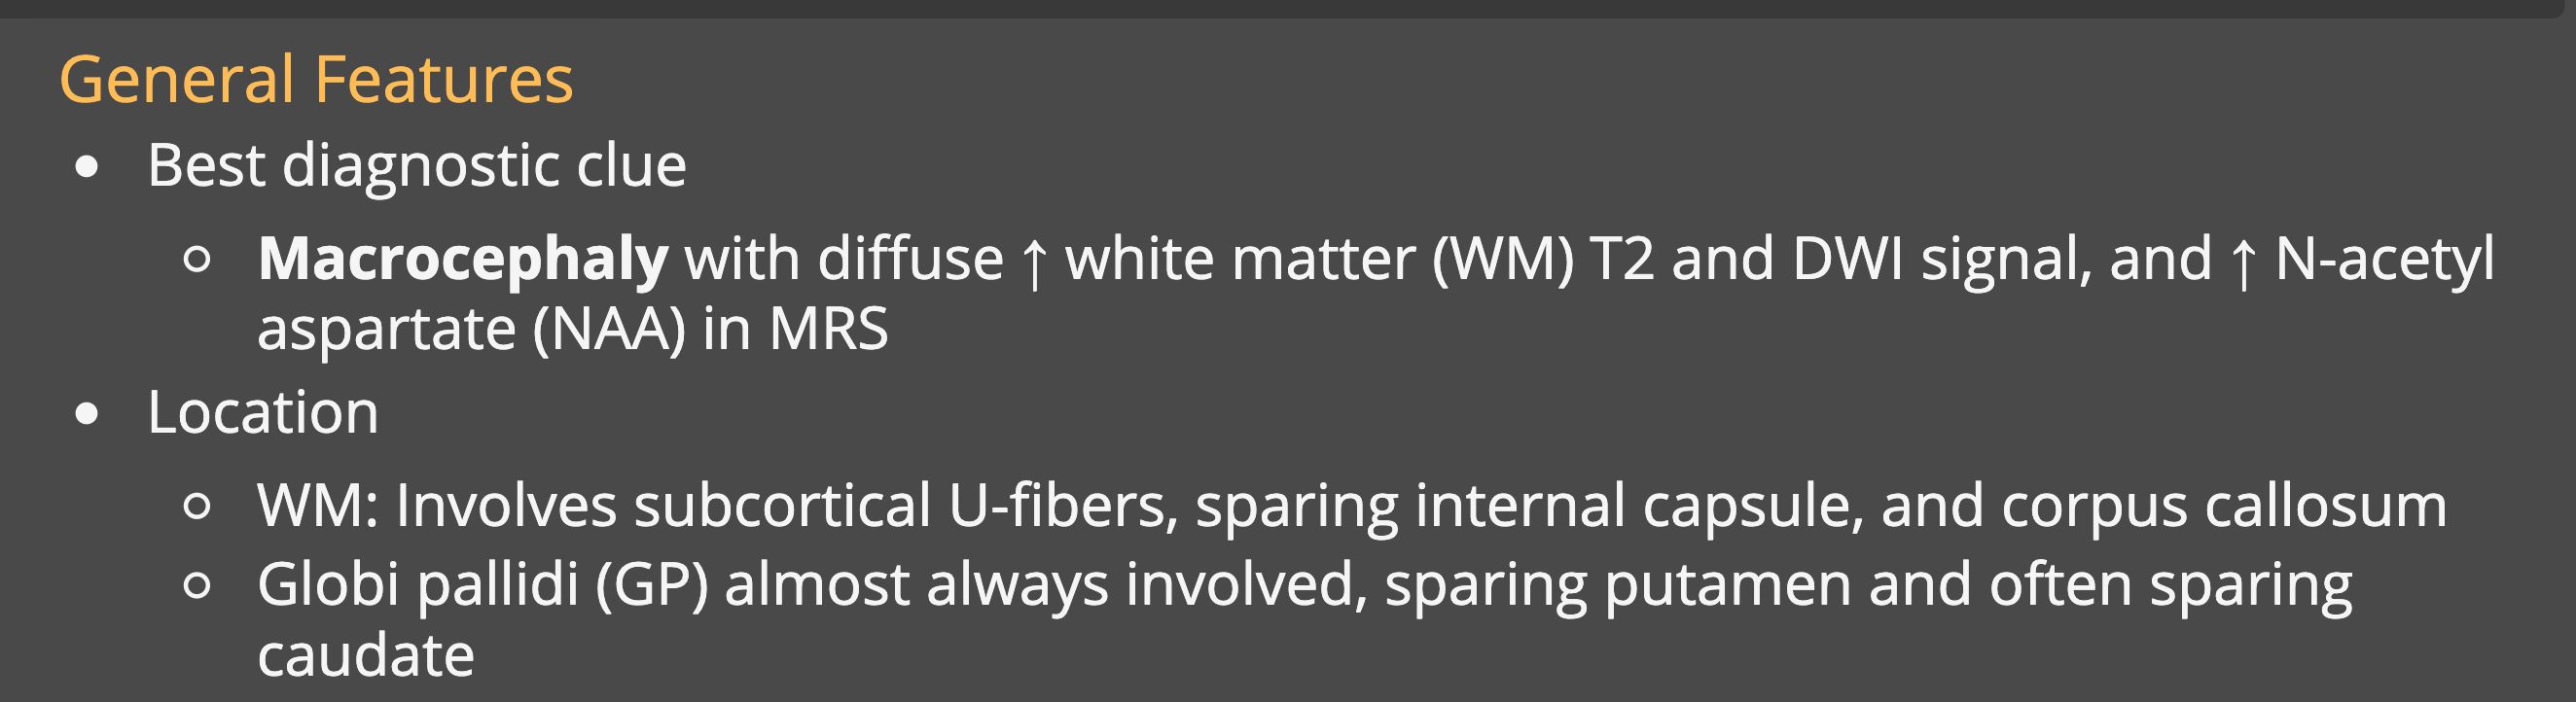 General Features
● Best diagnostic clue
○ Macrocephaly with diffuse ↑ white matter (WM) T2 and DWI signal, and ↑ N-acetyl
aspartate (NAA) in MRS
● Location
○ WM: Involves subcortical U-fibers, sparing internal capsule, and corpus callosum
○ Globi pallidi (GP) almost always involved, sparing putamen and often sparing
caudate